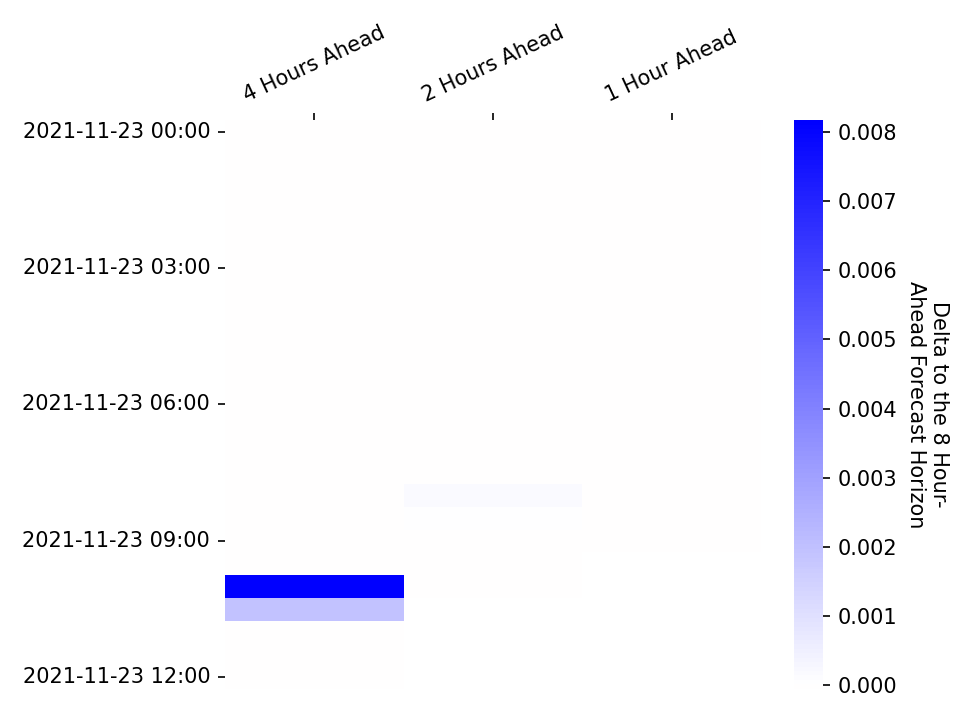 4 Hours Ahead
2 Hours Ahead
1 Hour Ahead
2021-11-23 00:00
2021-11-23 03:00
2021-11-23 06:00
2021-11-23 09:00
2021-11-23 12:00
0.008
0.007
0.006
0.005
0.004
0.003
0.002
0.001
0.000
Delta to the 8 Hour-
Ahead Forecast Horizon